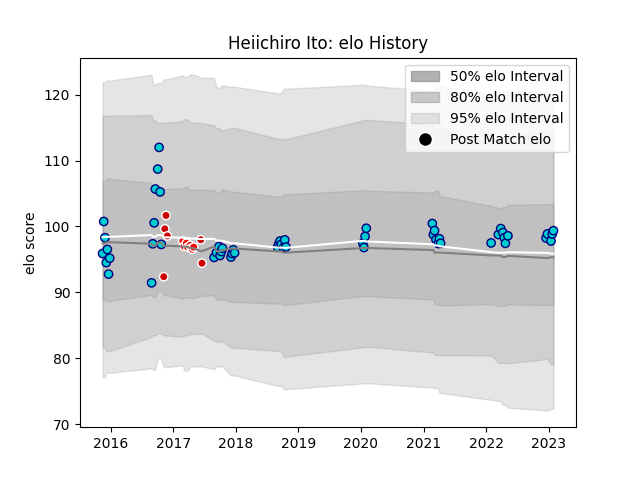 Heiichiro Ito: elo History
50% elo Interval
80% elo Interval
95% elo Interval
Post Match elo
elo score
120
110
100
90
80
70
2016 2017 2018 2019 2020 2021 2022 2023